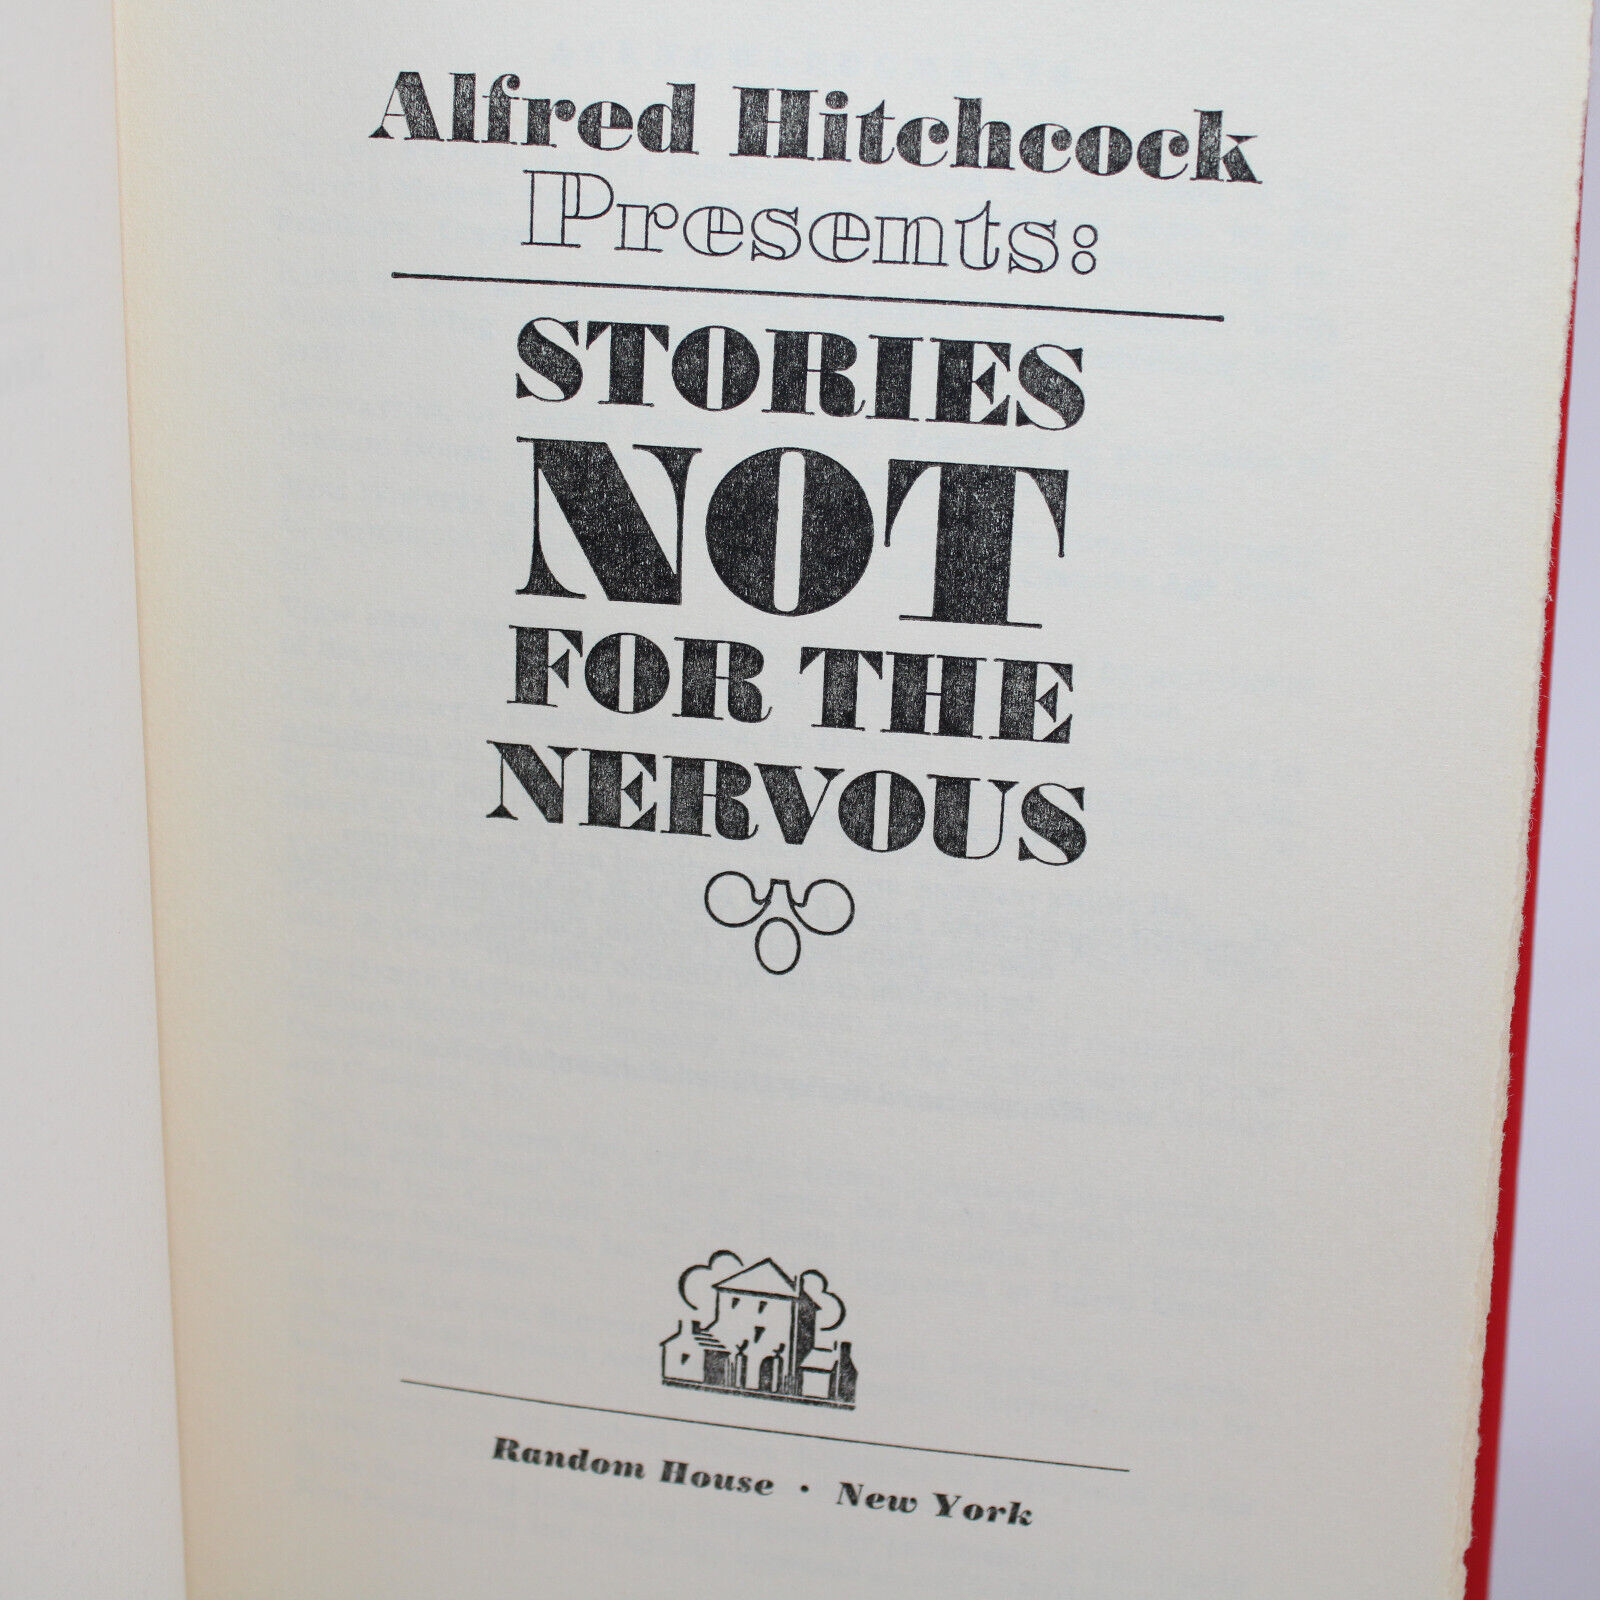 Alfred Hitchcock
Presents:
STORIES
NOT
FOR THE
NERVOUS
Random House · New York